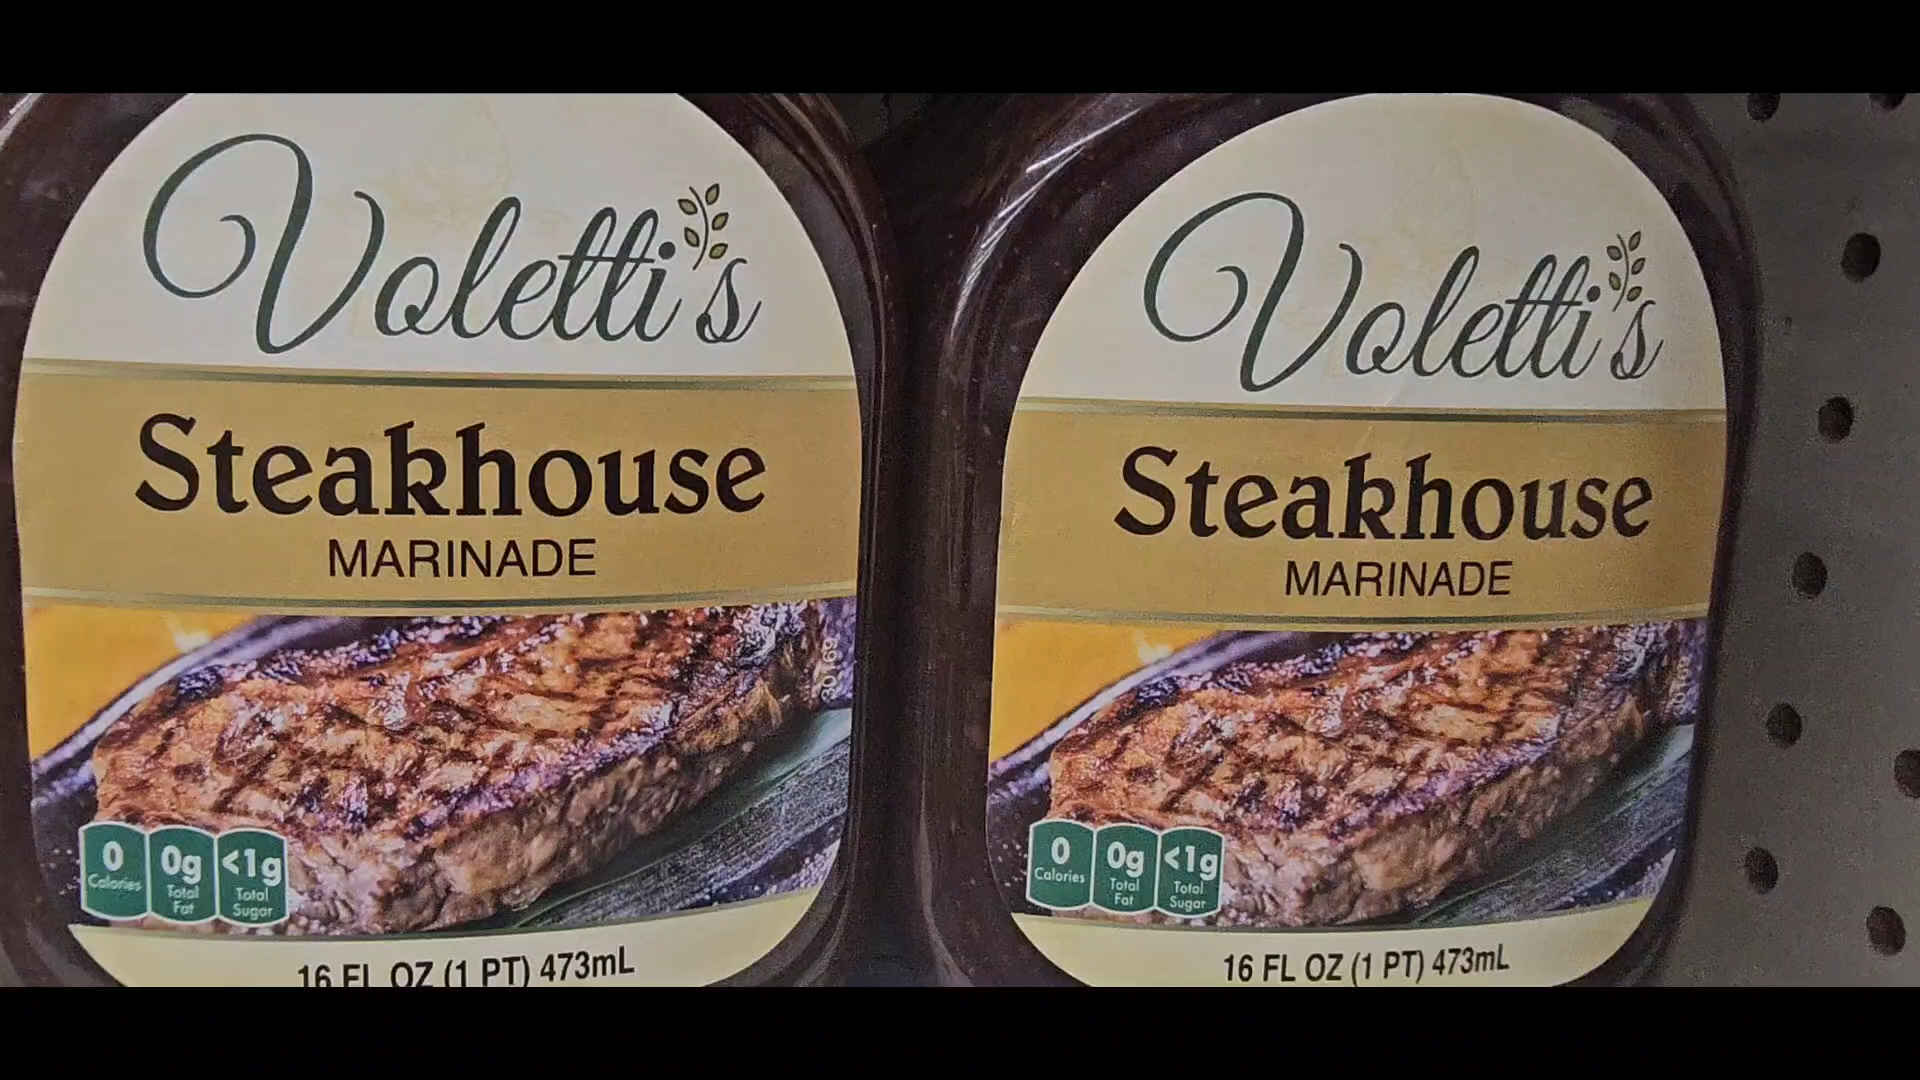 Voletti's
Steakhouse
MARINADE
30169
0
Calories
0g
Total
Fat
<1g
Total
Sugar
16 FL OZ (1 PT) 473mL
Voletti's
Steakhouse
MARINADE
0
Calories
0g
Total
Fat
<1g
Total
Sugar
16 FL OZ (1 PT) 473mL